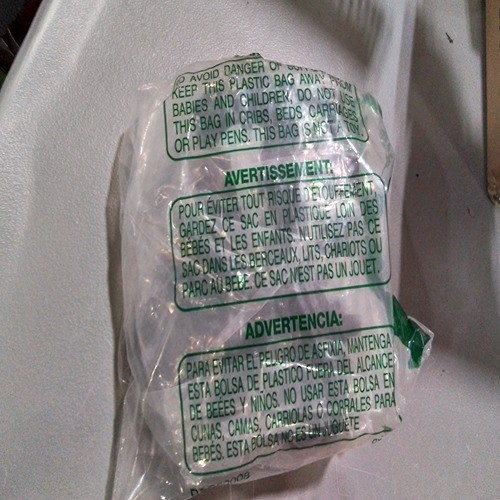 TO AVOID DANGER OF
KEEP THIS PLASTIC BAG AWAY FROM
BABIES AND CHILDREN, DO NOT USE
THIS BAG IN CRIBS, BEDS, CARRIAGES
OR PLAY PENS. THIS BAG IS NOT A TOY.
AVERTISSEMENT:
POUR ÉVITER TOUT RISQUE D'ÉTOUFFEMENT,
GARDEZ CE SAC EN PLASTIQUE LOIN DES
BÉBÉS ET LES ENFANTS. N'UTILISEZ PAS CE
SAC DANS LES BERCEAUX, LITS, CHARIOTS OU
PARC AU BÉBÉ. CE SAC N'EST PAS UN JOUET.
ADVERTENCIA:
PARA EVITAR EL PELIGRO DE ASFIXIA, MANTENGA
ESTA BOLSA DE PLASTICO FUERA DEL ALCANCE
DE BEBES Y NIÑOS. NO USAR ESTA BOLSA EN
CUNAS, CAMAS, CARRIOLAS O CORRALES PARA
BEBÉS. ESTA BOLSA NO ES UN JUGUETE